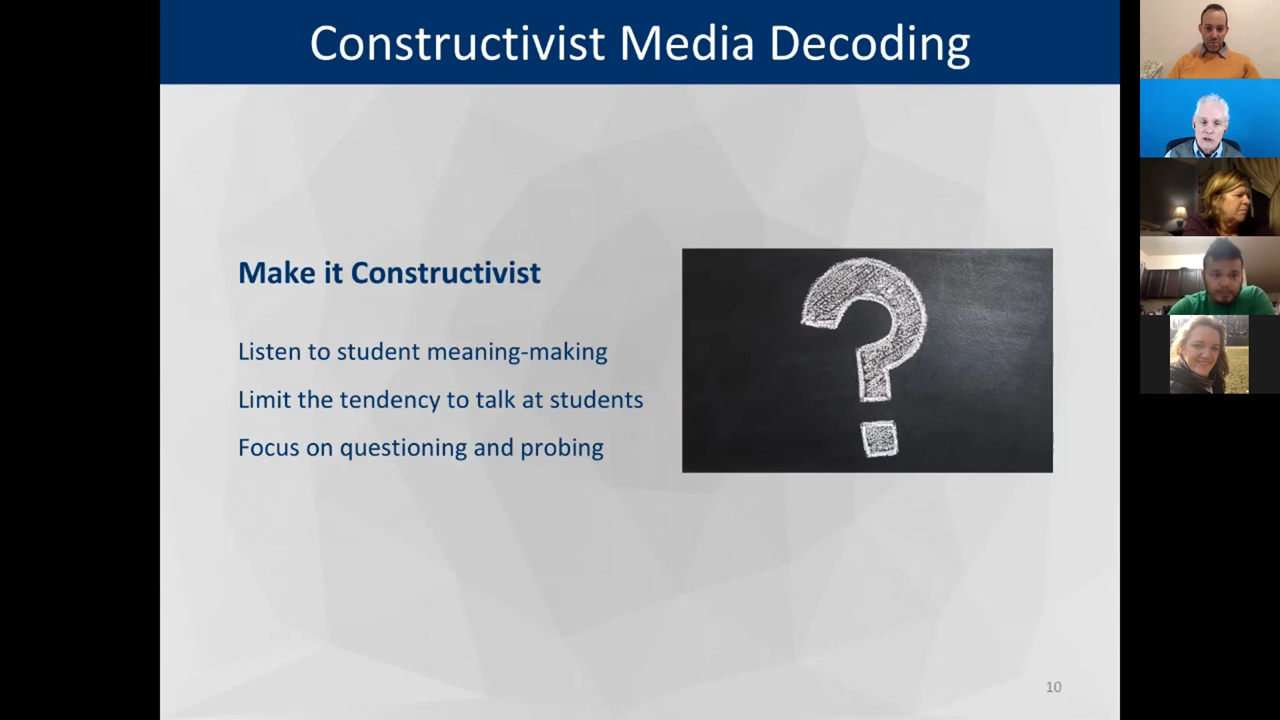 Constructivist Media Decoding
Make it Constructivist
Listen to student meaning-making
Limit the tendency to talk at students
Focus on questioning and probing
10